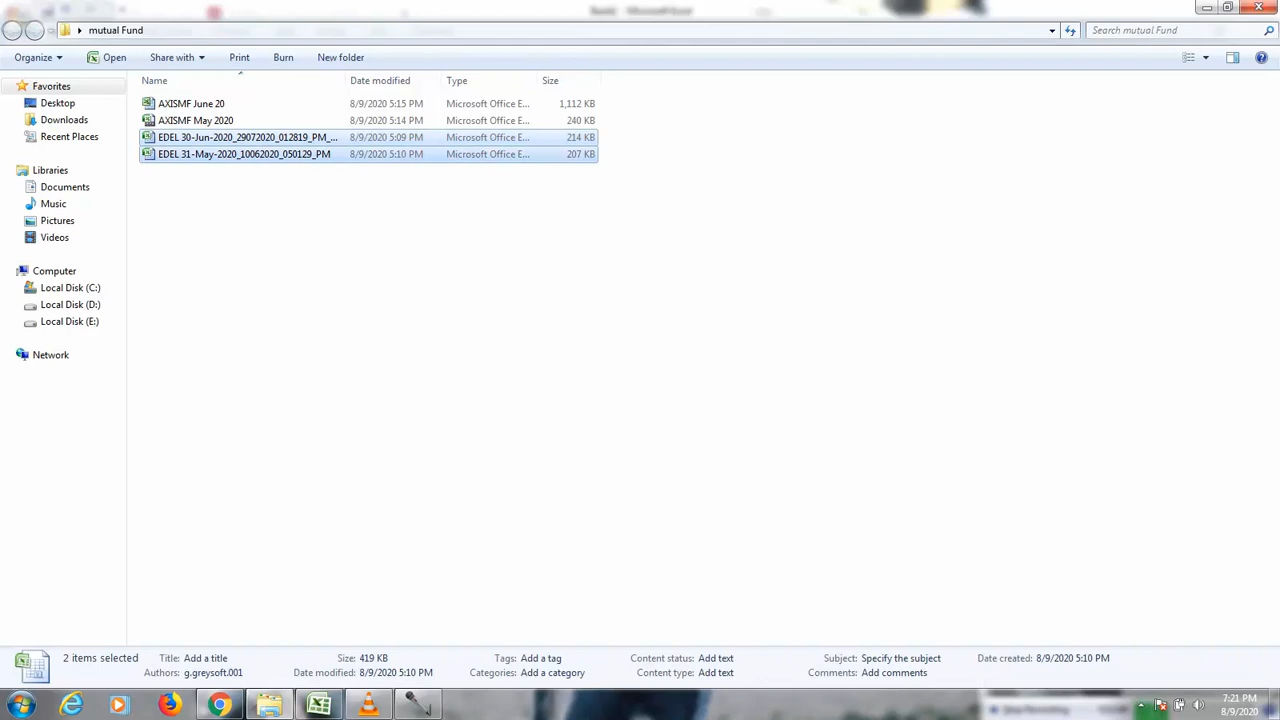 mutual Fund
Search mutual Fund
Organize Open Share with Print Burn New folder
Name Date modified Type Size
AXISMF June 20 8/9/2020 5:15 PM Microsoft Office E... 1,112 KB
AXISMF May 2020 8/9/2020 5:14 PM Microsoft Office E... 240 KB
EDEL 30-Jun-2020_29072020_012819_PM_... 8/9/2020 5:09 PM Microsoft Office E... 214 KB
EDEL 31-May-2020_10062020_050129_PM 8/9/2020 5:10 PM Microsoft Office E... 207 KB
Favorites
Desktop
Downloads
Recent Places
Libraries
Documents
Music
Pictures
Videos
Computer
Local Disk (C:)
Local Disk (D:)
Local Disk (E:)
Network
2 items selected Title: Add a title Size: 419 KB Tags: Add a tag Content status: Add text Subject: Specify the subject Date created: 8/9/2020 5:10 PM
Authors: g.greysoft.001 Date modified: 8/9/2020 5:10 PM Categories: Add a category Content type: Add text Comments: Add comments
7:21 PM
8/9/2020